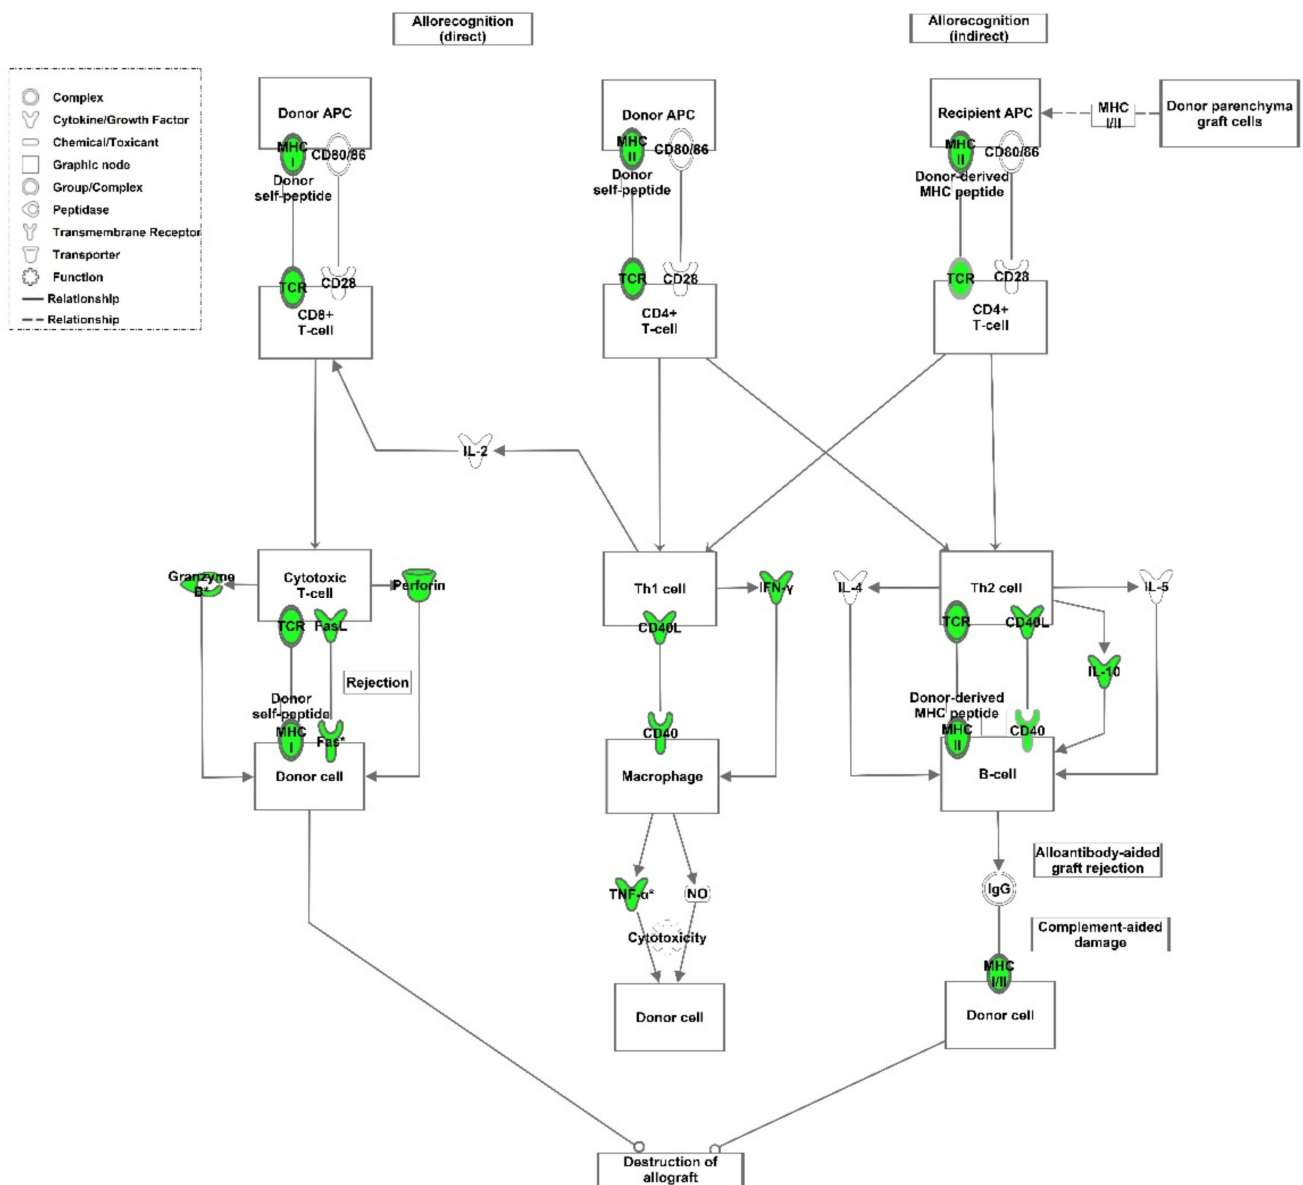 Allorecognition
(direct)
Allorecognition
(indirect)
Complex
Cytokine/Growth Factor
Chemical/Toxicant
Graphic node
Group/Complex
Peptidase
Transmembrane Receptor
Transporter
Function
Relationship
Relationship
Donor APC
MHC
I
CD80/86
Donor
self-peptide
TCR
CD28
CD8+
T-cell
Donor APC
MHC
II
CD80/86
Donor
self-peptide
TCR
CD28
CD4+
T-cell
Recipient APC
MHC
II
CD80/86
Donor-derived
MHC peptide
TCR
CD28
CD4+
T-cell
MHC
I/II
Donor parenchyma
graft cells
IL-2
Granzyme
B*
Cytotoxic
T-cell
Perforin
TCR
FasL
Rejection
Donor
self-peptide
MHC
I
Fas*
Donor cell
Th1 cell
IFN-γ
CD40L
CD40
Macrophage
TNF-α*
NO
Cytotoxicity
Donor cell
IL-4
Th2 cell
IL-5
TCR
CD40L
IL-10
Donor-derived
MHC peptide
MHC
II
CD40
B-cell
Alloantibody-aided
graft rejection
IgG
Complement-aided
damage
MHC
I/II
Donor cell
Destruction of
allograft